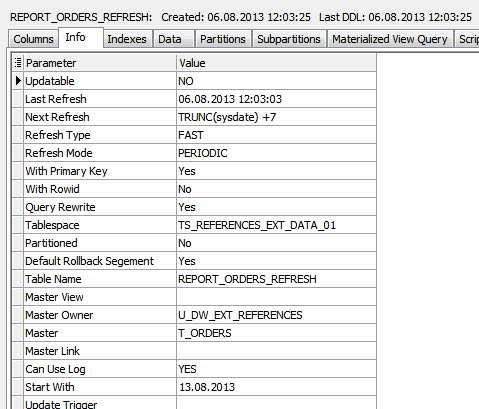 REPORT_ORDERS_REFRESH: Created: 06.08.2013 12:03:25 Last DDL: 06.08.2013 12:03:25
Columns Info Indexes Data Partitions Subpartitions Materialized View Query Scrip
Parameter Value
Updatable NO
Last Refresh 06.08.2013 12:03:03
Next Refresh TRUNC(sysdate) +7
Refresh Type FAST
Refresh Mode PERIODIC
With Primary Key Yes
With Rowid No
Query Rewrite Yes
Tablespace TS_REFERENCES_EXT_DATA_01
Partitioned No
Default Rollback Segement Yes
Table Name REPORT_ORDERS_REFRESH
Master View
Master Owner U_DW_EXT_REFERENCES
Master T_ORDERS
Master Link
Can Use Log YES
Start With 13.08.2013
Update Trigger